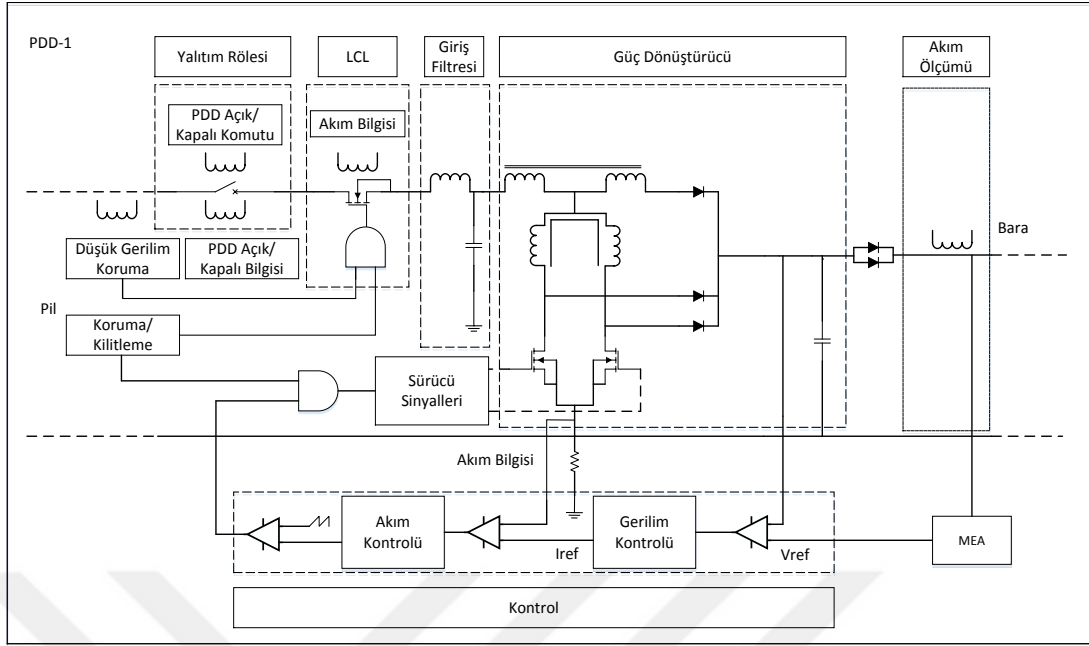 PDD-1
Yalıtım Rölesi
LCL
Giriş
Filtresi
Güç Dönüştürücü
Akım
Ölçümü
PDD Açık/
Kapalı Komutu
Akım Bilgisi
Düşük Gerilim
Koruma
PDD Açık/
Kapalı Bilgisi
Bara
Pil
Koruma/
Kilitleme
Sürücü
Sinyalleri
Akım Bilgisi
Akım
Kontrolü
Iref
Gerilim
Kontrolü
Vref
MEA
Kontrol